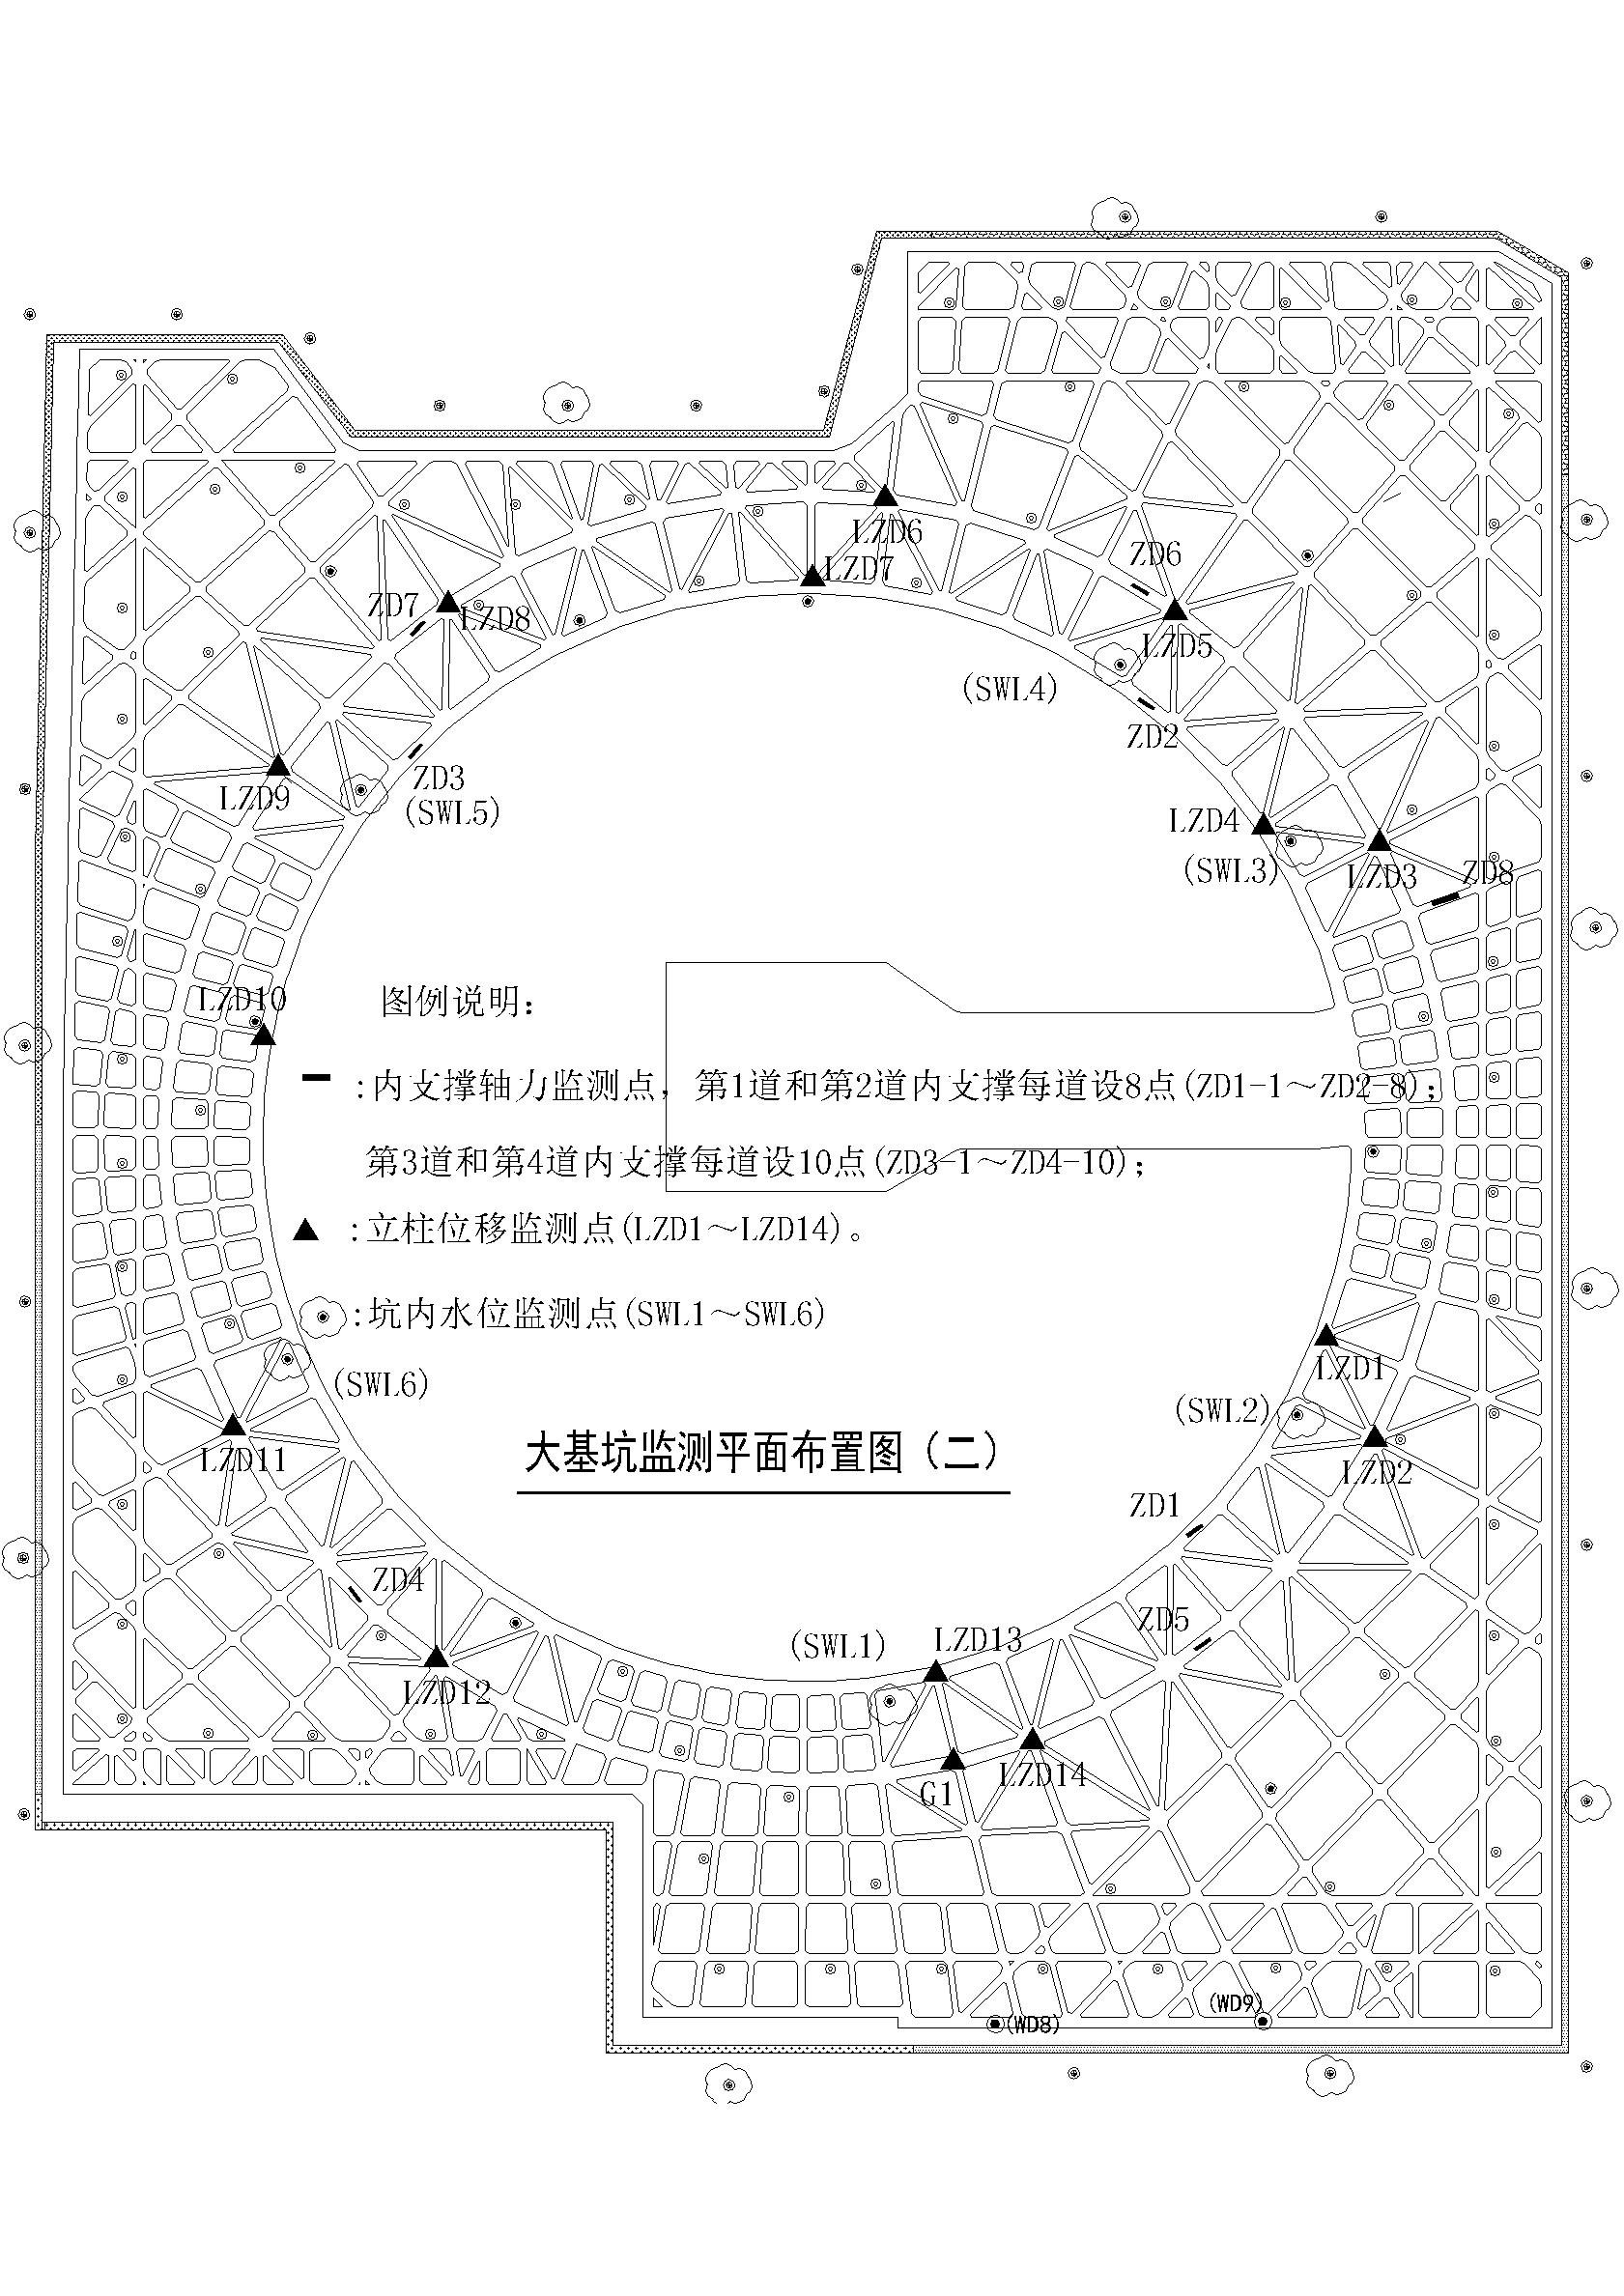 LZD6
LZD7
ZD6
ZD7
LZD8
LZD5
(SWL4)
ZD2
ZD3
LZD9
(SWL5)
LZD4
(SWL3)
LZD3
ZD8
LZD10
图例说明：
:内支撑轴力监测点，第1道和第2道内支撑每道设8点(ZD1-1～ZD2-8)；
第3道和第4道内支撑每道设10点(ZD3-1～ZD4-10)；
:立柱位移监测点(LZD1～LZD14)。
:坑内水位监测点(SWL1～SWL6)
LZD1
(SWL6)
(SWL2)
LZD11
大基坑监测平面布置图（二）
LZD2
ZD1
ZD4
ZD5
(SWL1)
LZD13
LZD12
LZD14
G1
(WD9)
(WD8)